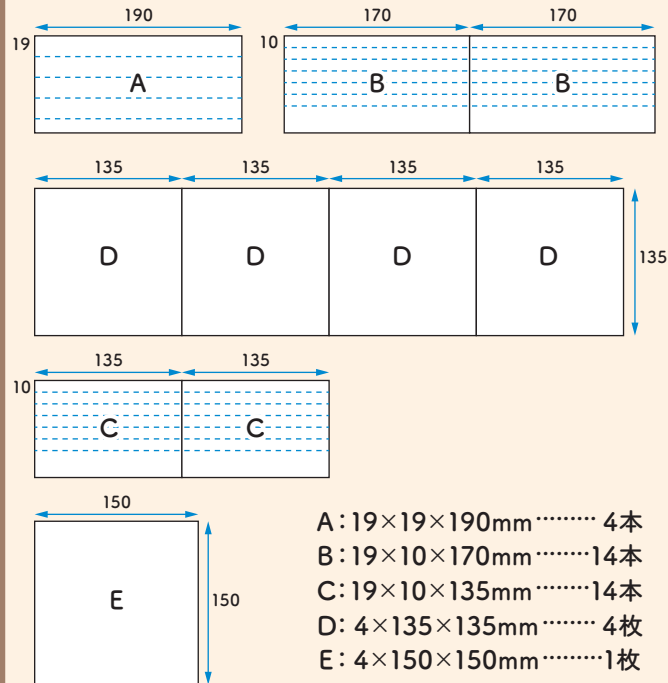 190
170 170
19
10
A
B B
135 135 135 135
D D D D
135
135 135
10
C C
150
E
150
A：19×19×190mm ……… 4本
B：19×10×170mm ………14本
C：19×10×135mm ………14本
D：4×135×135mm ……… 4枚
E：4×150×150mm ………1枚